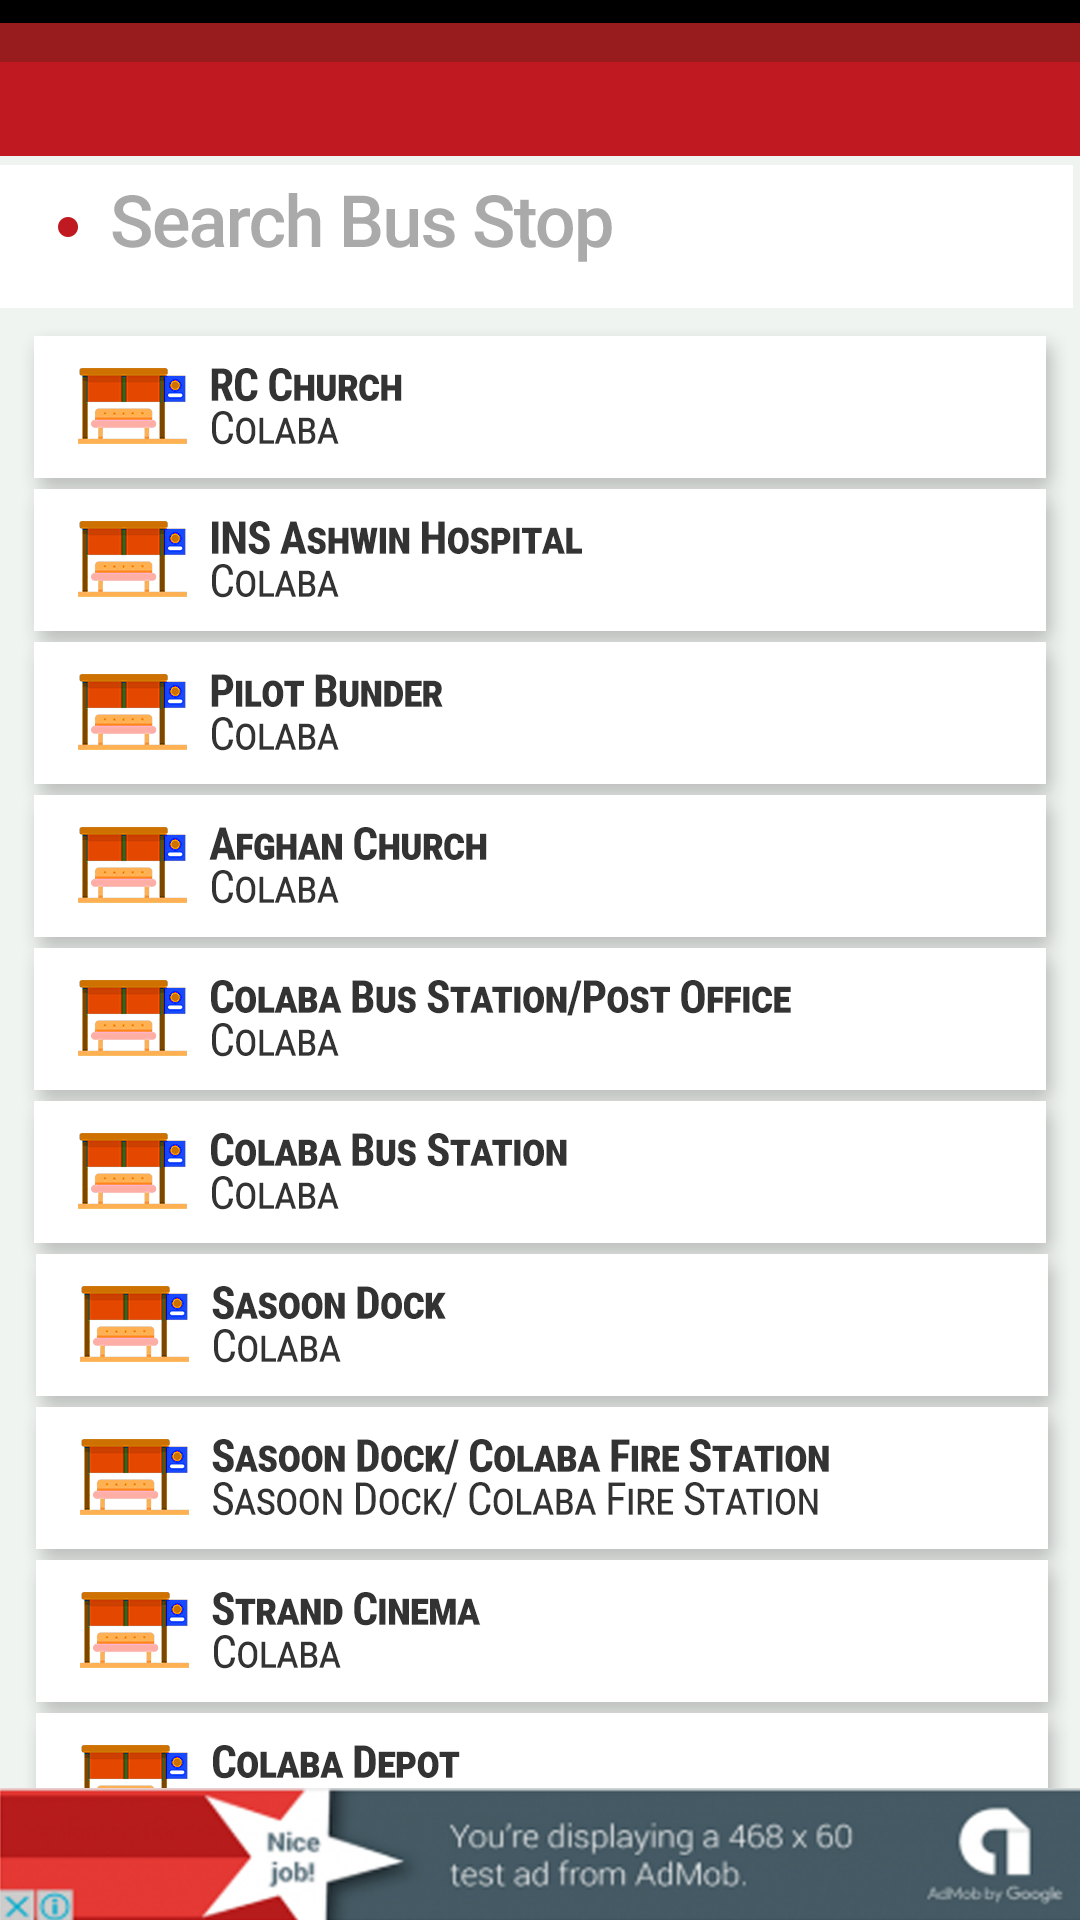 Search Bus Stop
RC Church
Colaba
INS Ashwin Hospital
Colaba
Pilot Bunder
Colaba
Afghan Church
Colaba
Colaba Bus Station/Post Office
Colaba
Colaba Bus Station
Colaba
Sasoon Dock
Colaba
Sasoon Dock/ Colaba Fire Station
Sasoon Dock/ Colaba Fire Station
Strand Cinema
Colaba
Colaba Depot
Nice
job!
You're displaying a 468 x 60
test ad from AdMob.
AdMob by Google